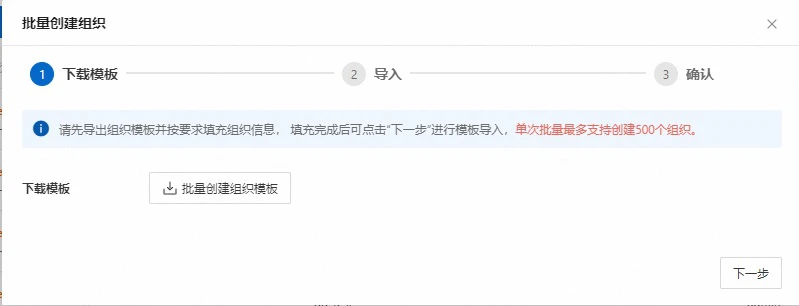 批量创建组织
1 下载模板
2 导入
3 确认
请先导出组织模板并按要求填充组织信息， 填充完成后可点击“下一步”进行模板导入，单次批量最多支持创建500个组织。
下载模板
批量创建组织模板
下一步